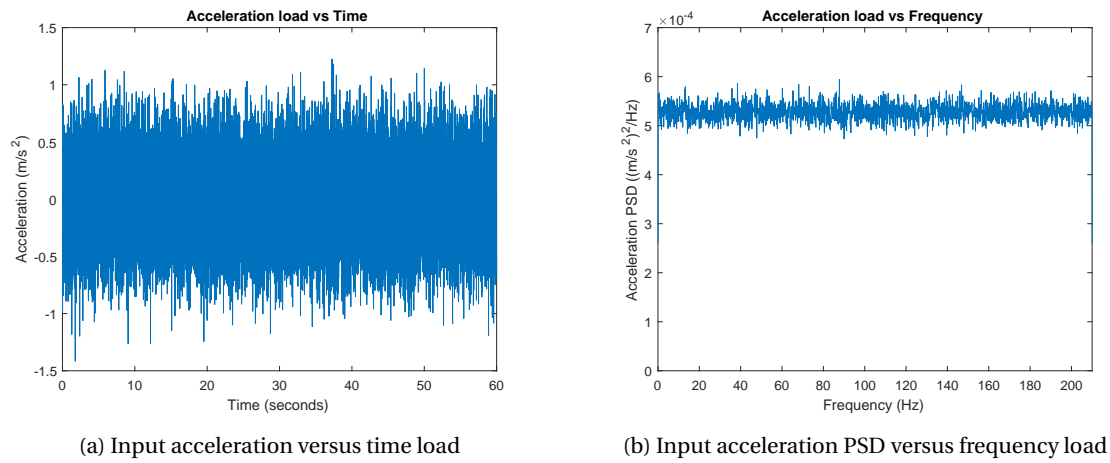 Acceleration load vs Time
1.5
1
0.5
0
-0.5
-1
-1.5
Acceleration (m/s²)
0 10 20 30 40 50 60
Time (seconds)
(a) Input acceleration versus time load
Acceleration load vs Frequency
×10⁻⁴
7
6
5
4
3
2
1
0
Acceleration PSD ((m/s²)²/Hz)
0 20 40 60 80 100 120 140 160 180 200
Frequency (Hz)
(b) Input acceleration PSD versus frequency load